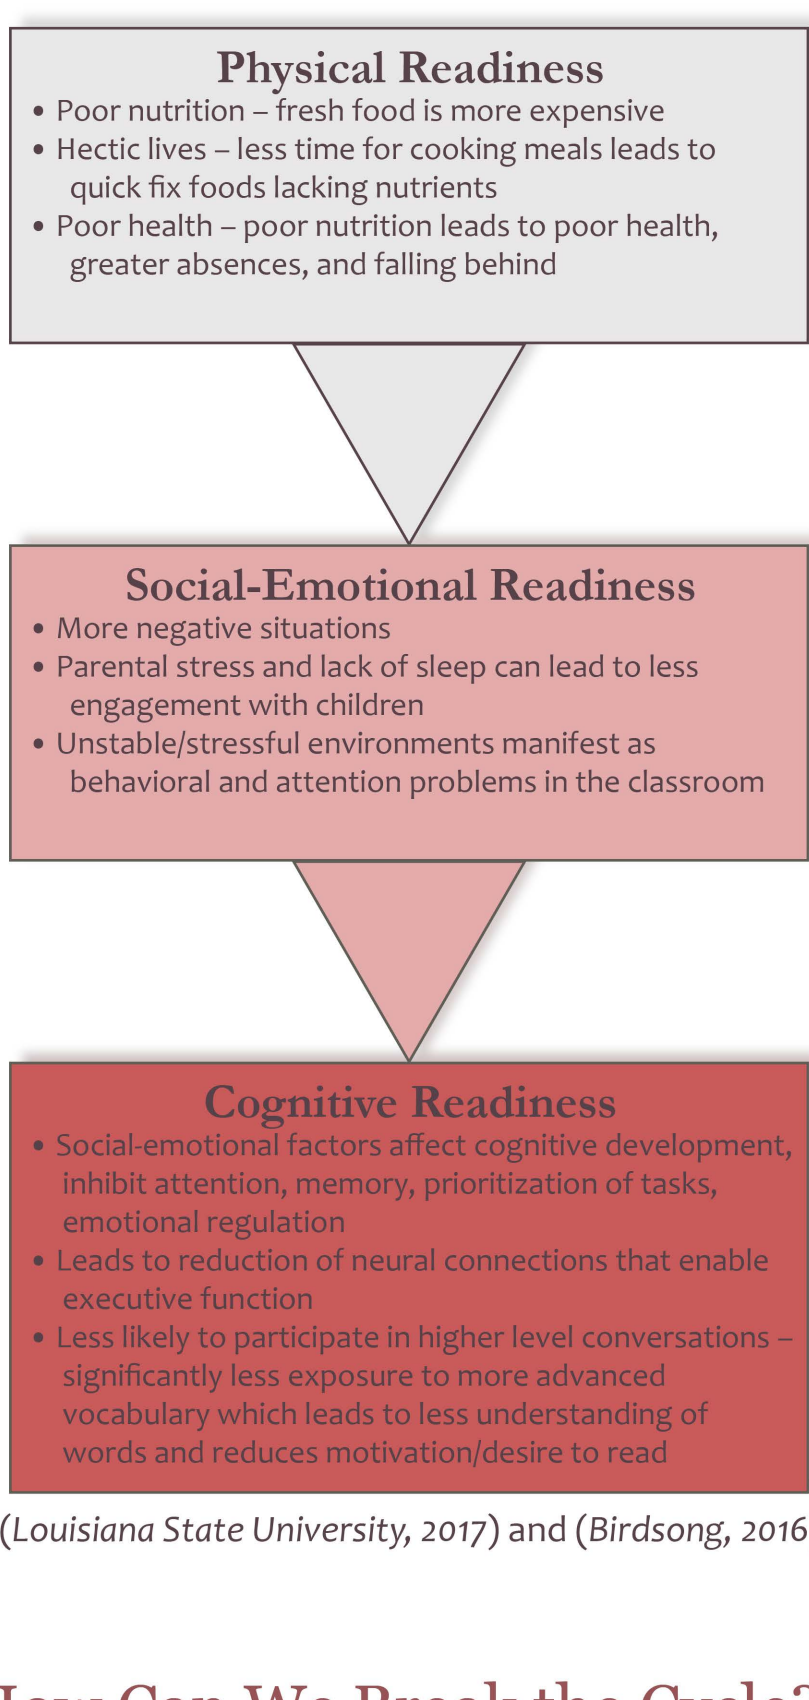 Physical Readiness
• Poor nutrition – fresh food is more expensive
• Hectic lives – less time for cooking meals leads to
quick fix foods lacking nutrients
• Poor health – poor nutrition leads to poor health,
greater absences, and falling behind
Social-Emotional Readiness
• More negative situations
• Parental stress and lack of sleep can lead to less
engagement with children
• Unstable/stressful environments manifest as
behavioral and attention problems in the classroom
Cognitive Readiness
• Social-emotional factors affect cognitive development,
inhibit attention, memory, prioritization of tasks,
emotional regulation
• Leads to reduction of neural connections that enable
executive function
• Less likely to participate in higher level conversations –
significantly less exposure to more advanced
vocabulary which leads to less understanding of
words and reduces motivation/desire to read
(Louisiana State University, 2017) and (Birdsong, 2016
How Can We Break the Cycle?